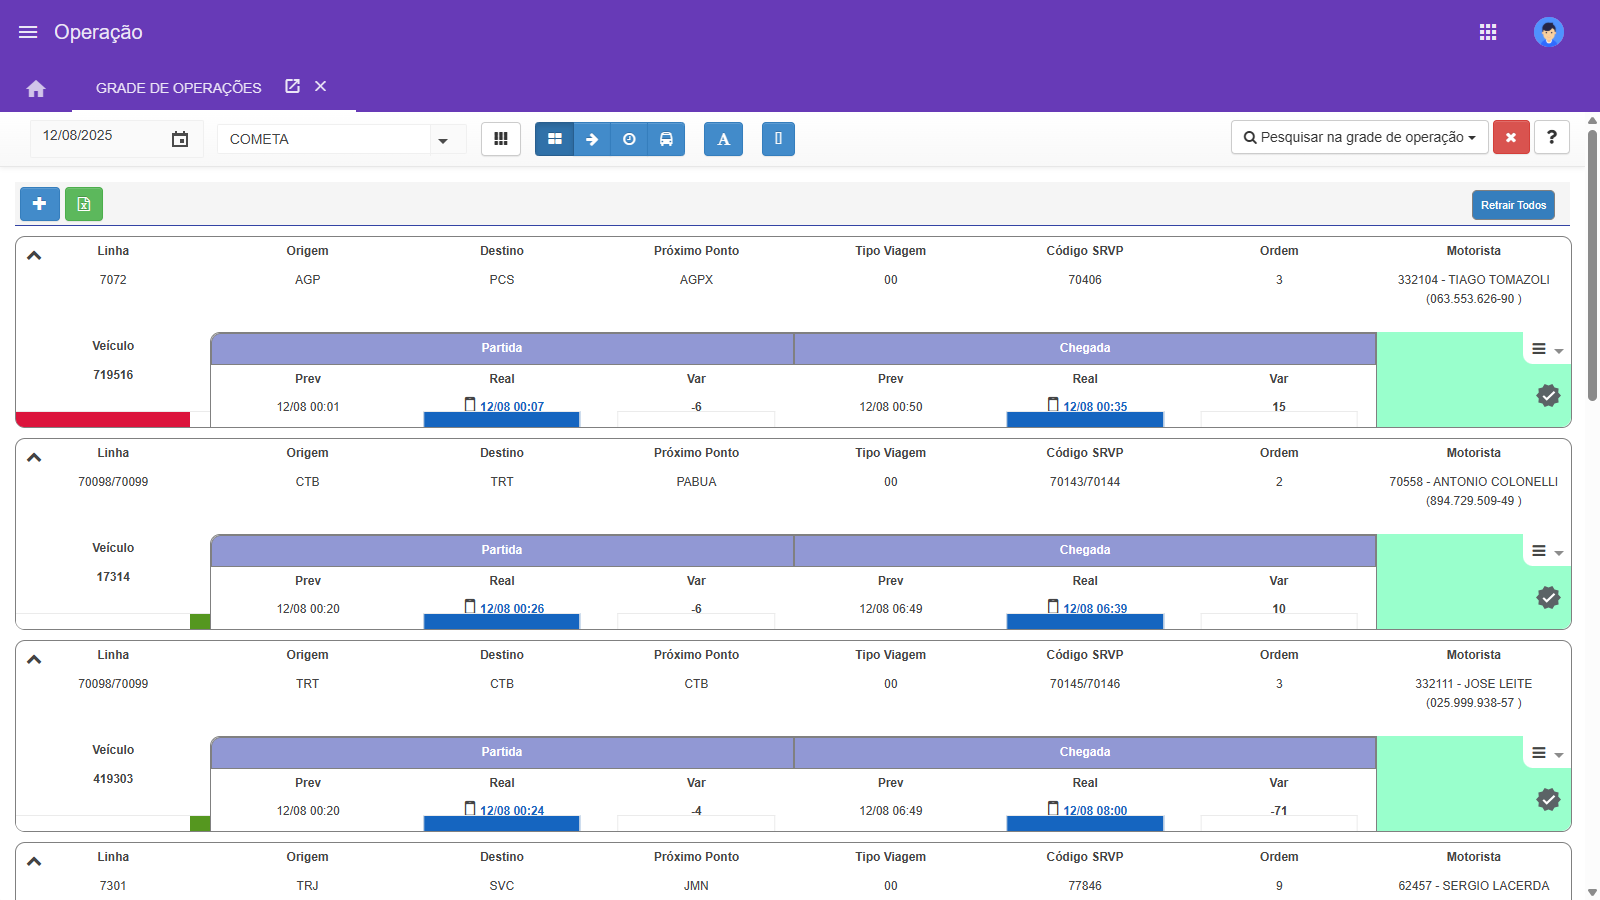 Operação
GRADE DE OPERAÇÕES
12/08/2025
COMETA
A
Pesquisar na grade de operação
?
Retrair Todos
Linha Origem Destino Próximo Ponto Tipo Viagem Código SRVP Ordem Motorista
7072 AGP PCS AGPX 00 70406 3 332104 - TIAGO TOMAZOLI
(063.553.626-90 )
Veículo Partida Chegada
719516 Prev Real Var Prev Real Var
12/08 00:01 12/08 00:07 -6 12/08 00:50 12/08 00:35 15
Linha Origem Destino Próximo Ponto Tipo Viagem Código SRVP Ordem Motorista
70098/70099 CTB TRT PABUA 00 70143/70144 2 70558 - ANTONIO COLONELLI
(894.729.509-49 )
Veículo Partida Chegada
17314 Prev Real Var Prev Real Var
12/08 00:20 12/08 00:26 -6 12/08 06:49 12/08 06:39 10
Linha Origem Destino Próximo Ponto Tipo Viagem Código SRVP Ordem Motorista
70098/70099 TRT CTB CTB 00 70145/70146 3 332111 - JOSE LEITE
(025.999.938-57 )
Veículo Partida Chegada
419303 Prev Real Var Prev Real Var
12/08 00:20 12/08 00:24 -4 12/08 06:49 12/08 08:00 -71
Linha Origem Destino Próximo Ponto Tipo Viagem Código SRVP Ordem Motorista
7301 TRJ SVC JMN 00 77846 9 62457 - SERGIO LACERDA